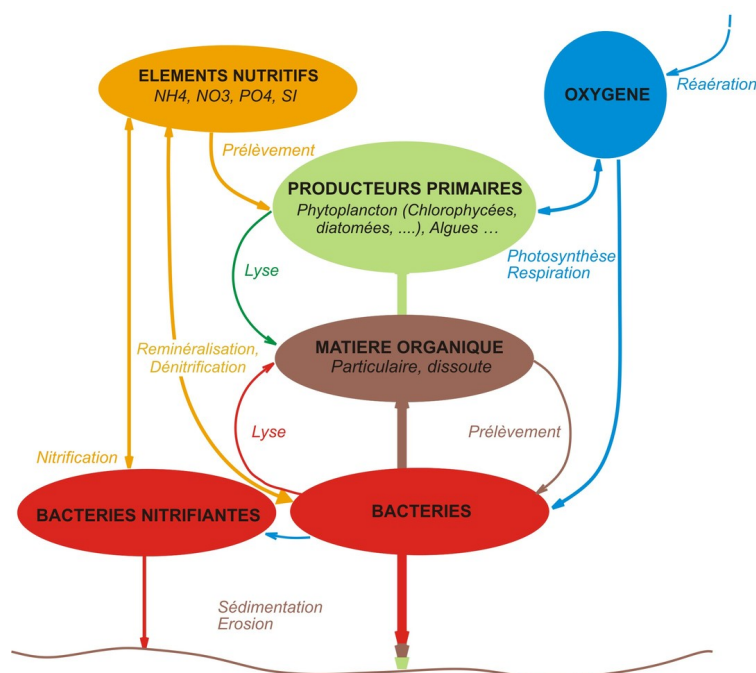 ELEMENTS NUTRITIFS
NH4, NO3, PO4, SI
OXYGENE
Réaération
Prélèvement
PRODUCTEURS PRIMAIRES
Phytoplancton (Chlorophycées,
diatomées, ....), Algues ...
Photosynthèse
Respiration
Lyse
Reminéralisation,
Dénitrification
MATIERE ORGANIQUE
Particulaire, dissoute
Lyse
Prélèvement
Nitrification
BACTERIES NITRIFIANTES
BACTERIES
Sédimentation
Erosion